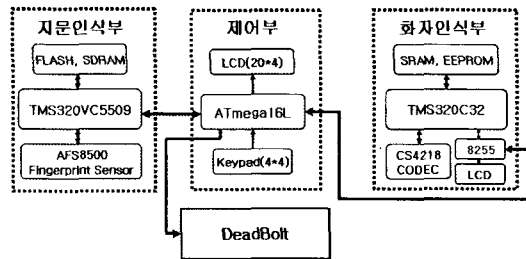 지문인식부
FLASH, SDRAM
TMS320VC5509
AFS8500
Fingerprint Sensor
제어부
LCD(20*4)
ATmega16L
Keypad(4*4)
DeadBolt
화자인식부
SRAM, EEPROM
TMS320C32
CS4218
CODEC
8255
LCD